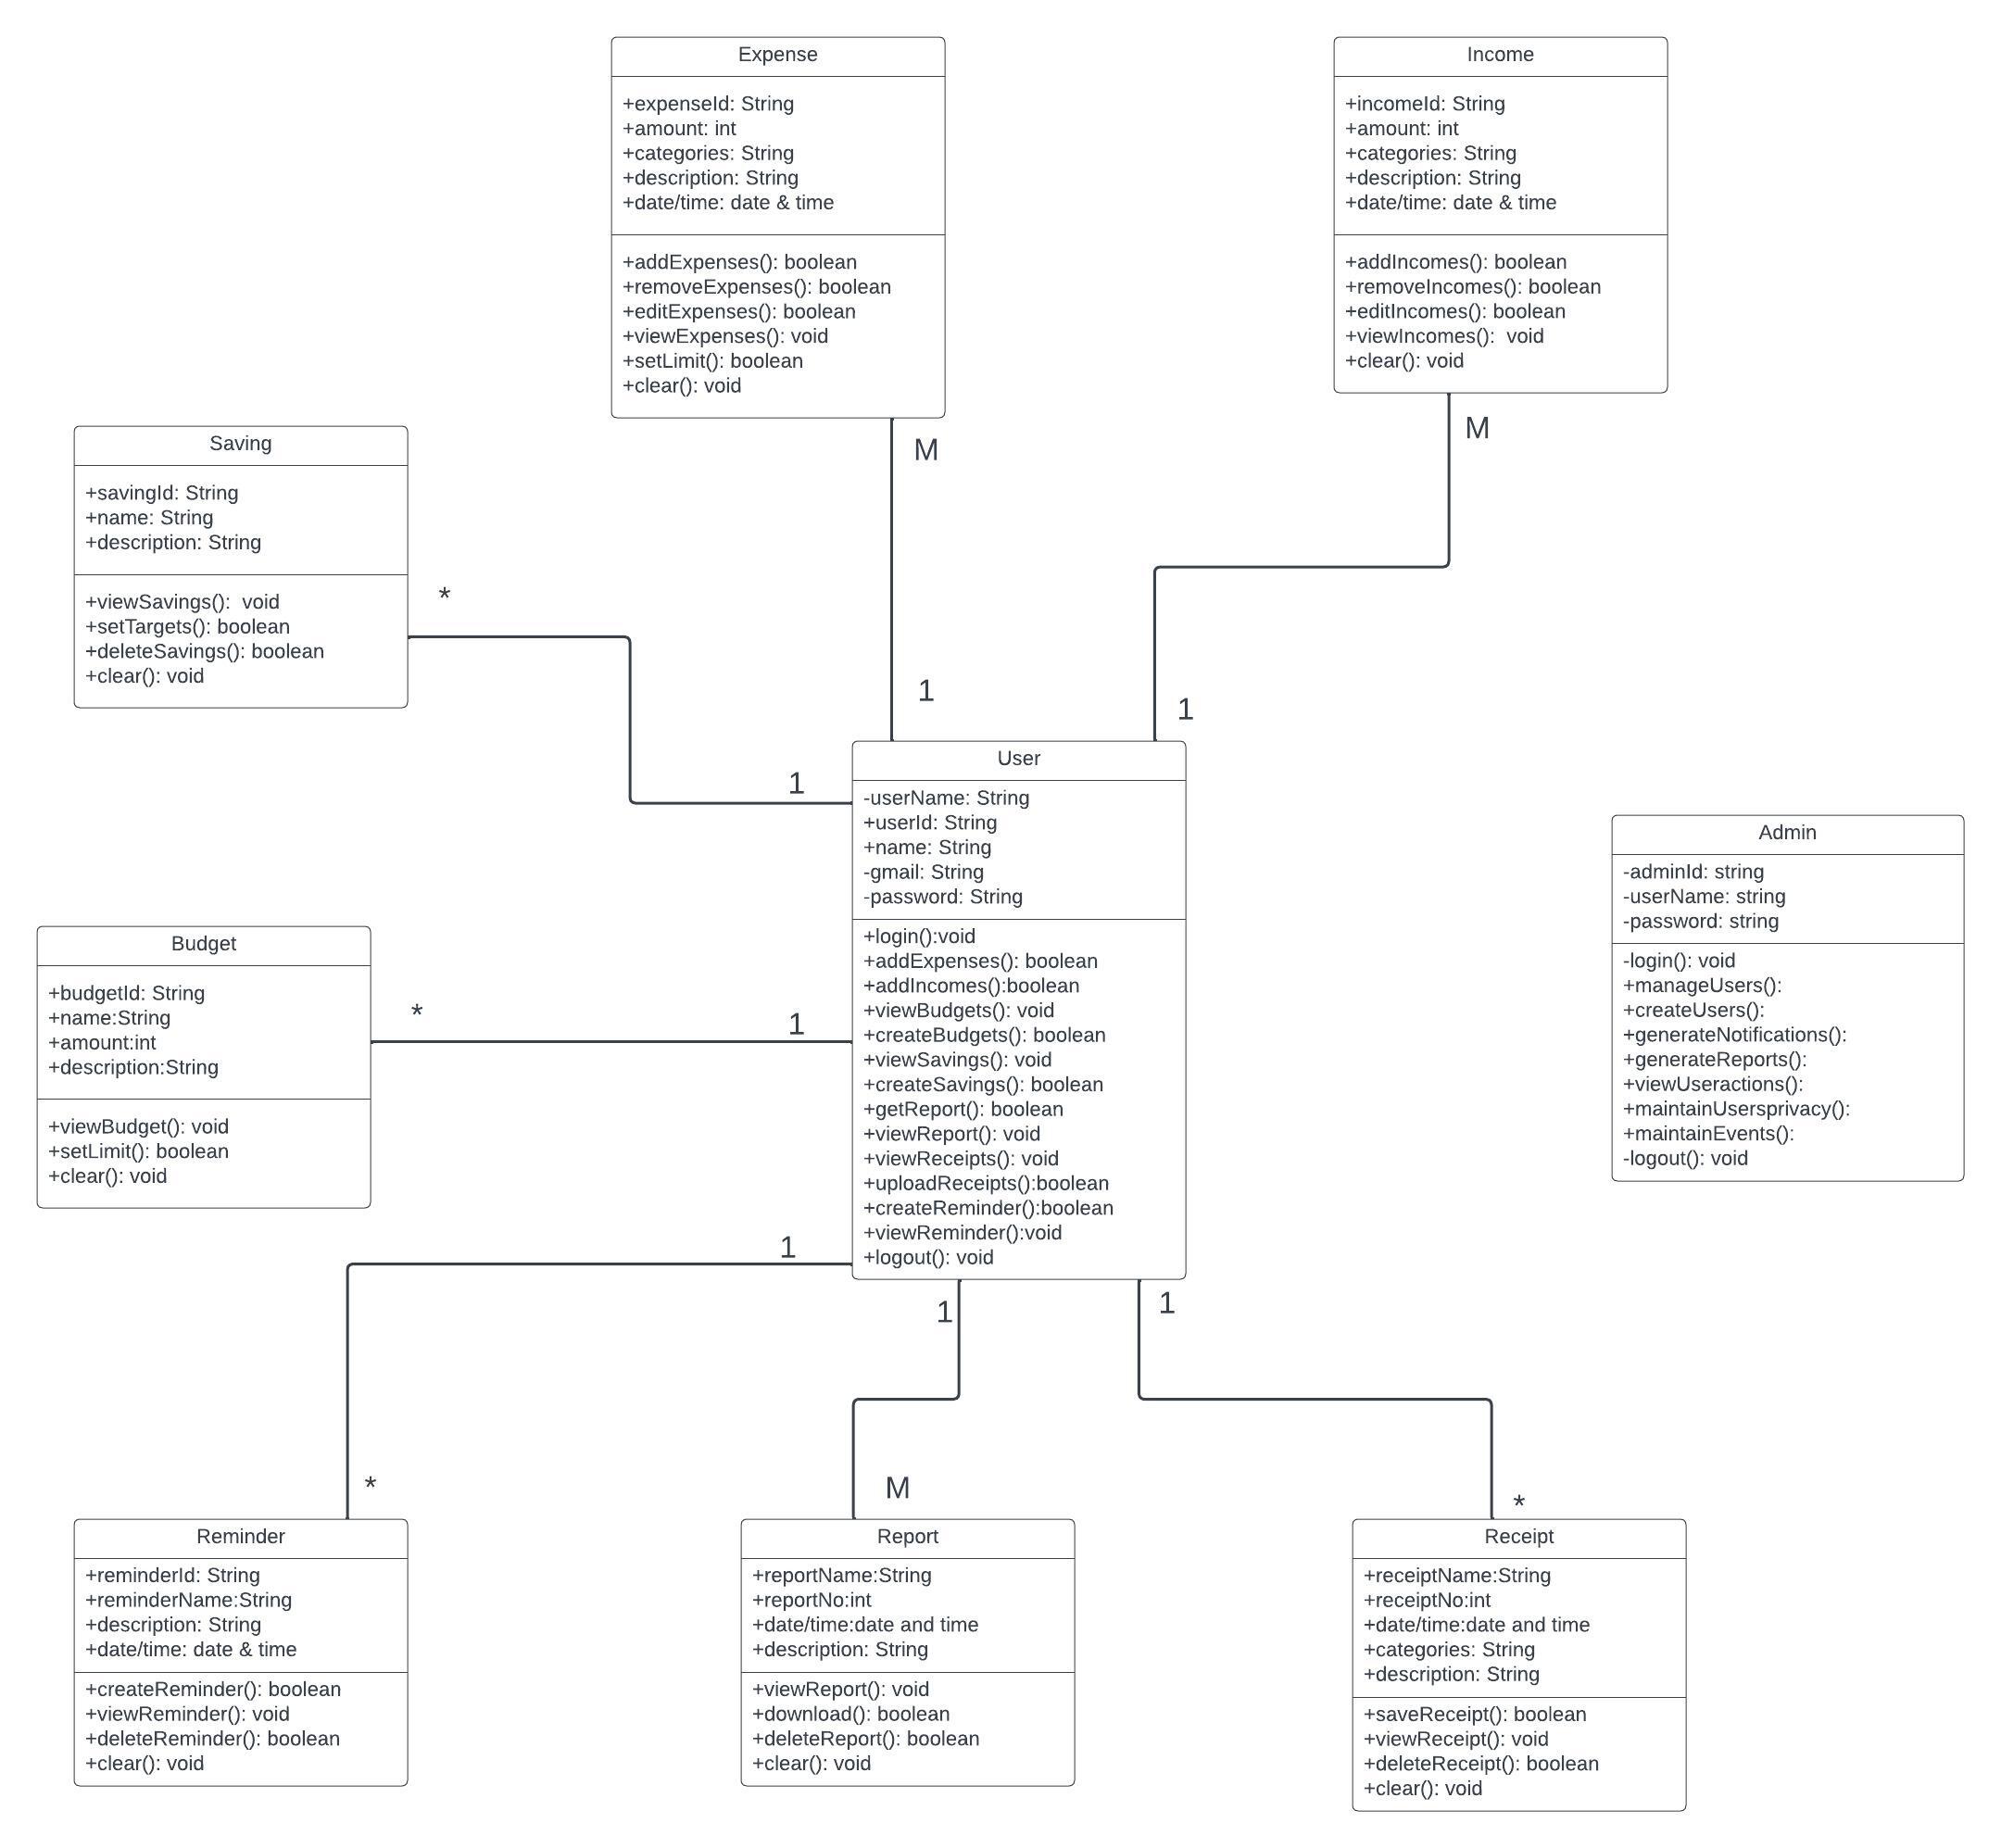 Expense
+expenseId: String
+amount: int
+categories: String
+description: String
+date/time: date & time
+addExpenses(): boolean
+removeExpenses(): boolean
+editExpenses(): boolean
+viewExpenses(): void
+setLimit(): boolean
+clear(): void
M
1
Income
+incomeId: String
+amount: int
+categories: String
+description: String
+date/time: date & time
+addIncomes(): boolean
+removeIncomes(): boolean
+editIncomes(): boolean
+viewIncomes():  void
+clear(): void
M
1
Saving
+savingId: String
+name: String
+description: String
+viewSavings():  void
+setTargets(): boolean
+deleteSavings(): boolean
+clear(): void
*
1
User
-userName: String
+userId: String
+name: String
-gmail: String
-password: String
+login():void
+addExpenses(): boolean
+addIncomes():boolean
+viewBudgets(): void
+createBudgets(): boolean
+viewSavings(): void
+createSavings(): boolean
+getReport(): boolean
+viewReport(): void
+viewReceipts(): void
+uploadReceipts():boolean
+createReminder():boolean
+viewReminder():void
+logout(): void
Admin
-adminId: string
-userName: string
-password: string
-login(): void
+manageUsers():
+createUsers():
+generateNotifications():
+generateReports():
+viewUseractions():
+maintainUsersprivacy():
+maintainEvents():
-logout(): void
Budget
+budgetId: String
+name:String
+amount:int
+description:String
+viewBudget(): void
+setLimit(): boolean
+clear(): void
*
1
1
*
Reminder
+reminderId: String
+reminderName:String
+description: String
+date/time: date & time
+createReminder(): boolean
+viewReminder(): void
+deleteReminder(): boolean
+clear(): void
1
M
Report
+reportName:String
+reportNo:int
+date/time:date and time
+description: String
+viewReport(): void
+download(): boolean
+deleteReport(): boolean
+clear(): void
1
*
Receipt
+receiptName:String
+receiptNo:int
+date/time:date and time
+categories: String
+description: String
+saveReceipt(): boolean
+viewReceipt(): void
+deleteReceipt(): boolean
+clear(): void